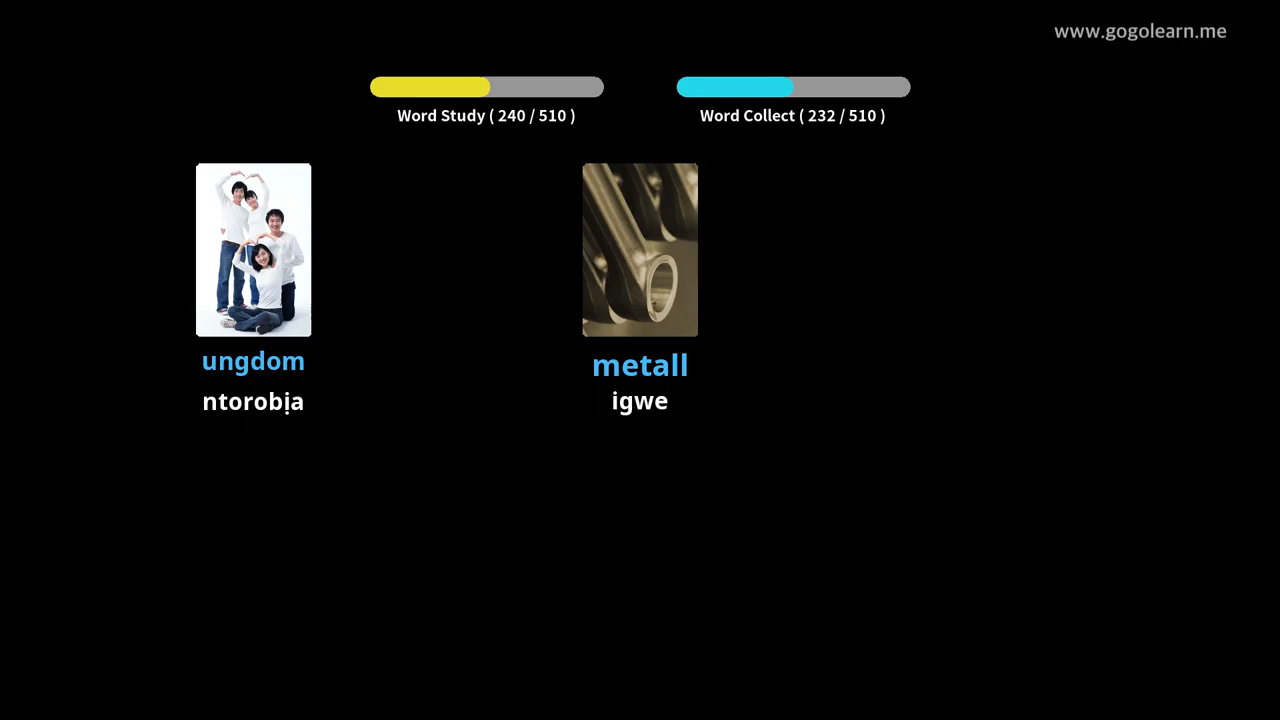 www.gogolearn.me
Word Study ( 240 / 510 )
Word Collect ( 232 / 510 )
ungdom
ntorobịa
metall
igwe